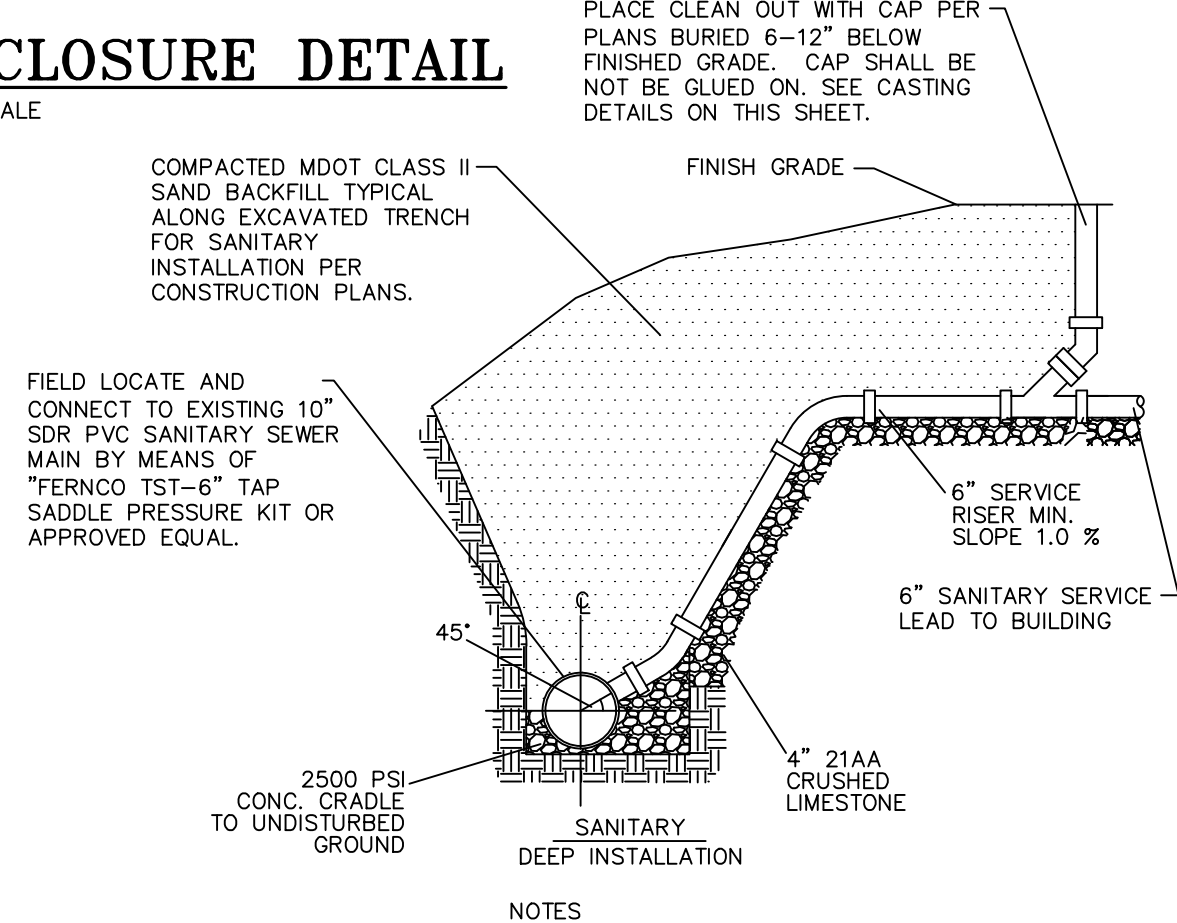 CLOSURE DETAIL
ALE
PLACE CLEAN OUT WITH CAP PER
PLANS BURIED 6–12” BELOW
FINISHED GRADE. CAP SHALL BE
NOT BE GLUED ON. SEE CASTING
DETAILS ON THIS SHEET.
COMPACTED MDOT CLASS II
SAND BACKFILL TYPICAL
ALONG EXCAVATED TRENCH
FOR SANITARY
INSTALLATION PER
CONSTRUCTION PLANS.
FINISH GRADE
FIELD LOCATE AND
CONNECT TO EXISTING 10”
SDR PVC SANITARY SEWER
MAIN BY MEANS OF
”FERNCO TST–6” TAP
SADDLE PRESSURE KIT OR
APPROVED EQUAL.
6” SERVICE
RISER MIN.
SLOPE 1.0 %
6” SANITARY SERVICE
LEAD TO BUILDING
℄
45°
4” 21AA
CRUSHED
LIMESTONE
2500 PSI
CONC. CRADLE
TO UNDISTURBED
GROUND
SANITARY
DEEP INSTALLATION
NOTES